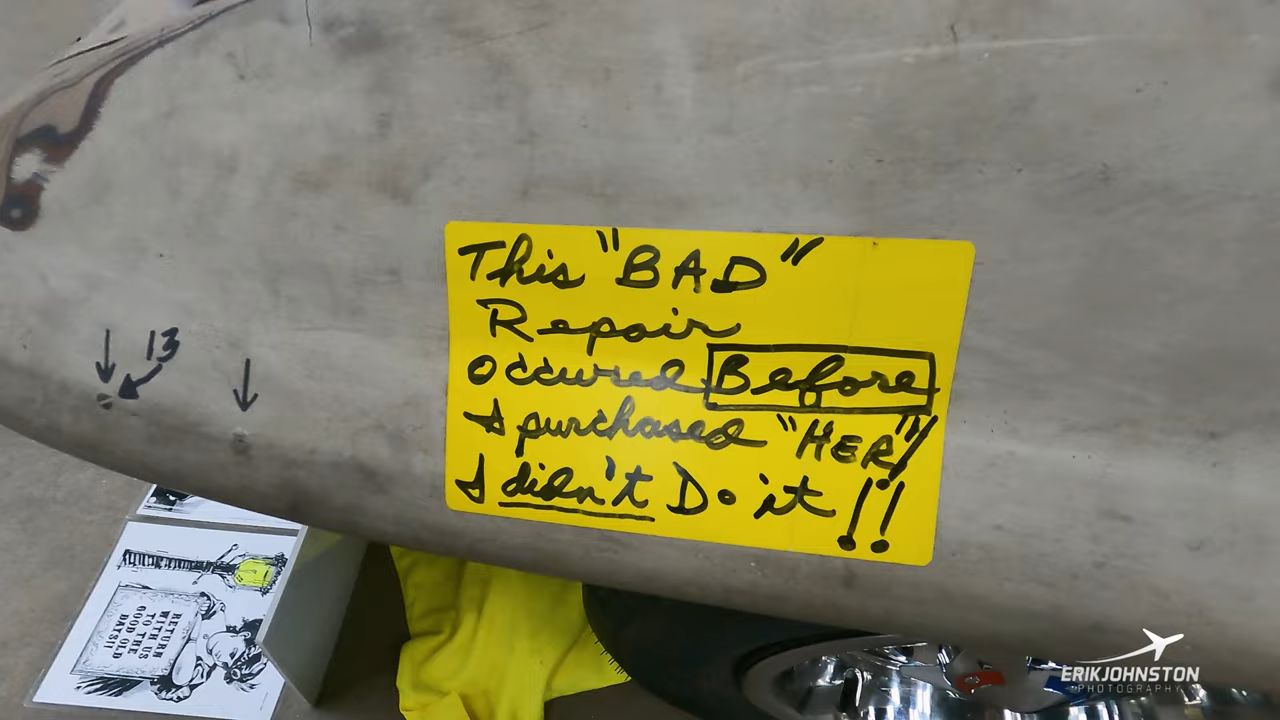 This "BAD"
Repair
occured Before
I purchased "HER"!
I didn't Do it !!
13
RETURN
WITH US
TO THE
GOOD OLD
DAYS!!
ERIKJOHNSTON
PHOTOGRAPHY